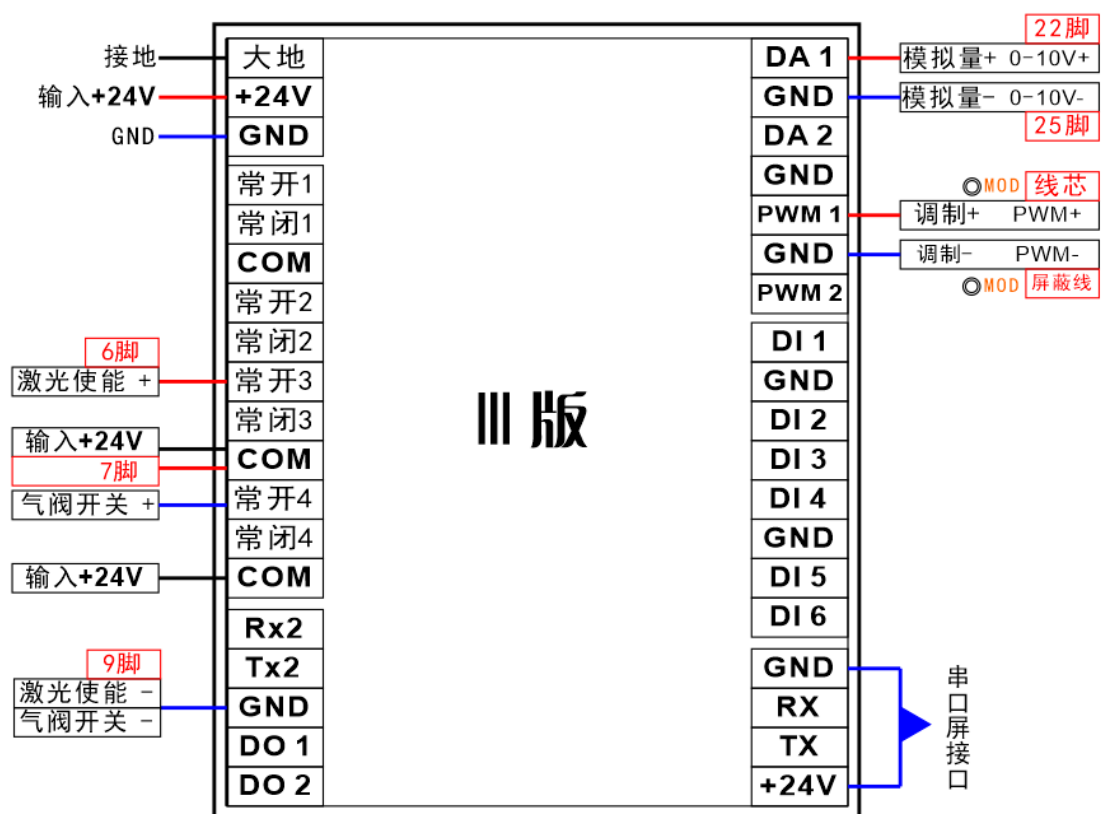 接地
输入+24V
GND
大地
+24V
GND
常开1
常闭1
COM
常开2
常闭2
常开3
常闭3
COM
常开4
常闭4
COM
Rx2
Tx2
GND
DO 1
DO 2
6脚
激光使能 +
输入+24V
7脚
气阀开关 +
输入+24V
9脚
激光使能 -
气阀开关 -
III版
DA 1
GND
DA 2
GND
PWM 1
GND
PWM 2
DI 1
GND
DI 2
DI 3
DI 4
GND
DI 5
DI 6
GND
RX
TX
+24V
22脚
模拟量+ 0-10V+
模拟量- 0-10V-
25脚
◎MOD 线芯
调制+ PWM+
调制- PWM-
◎MOD 屏蔽线
串口屏接口